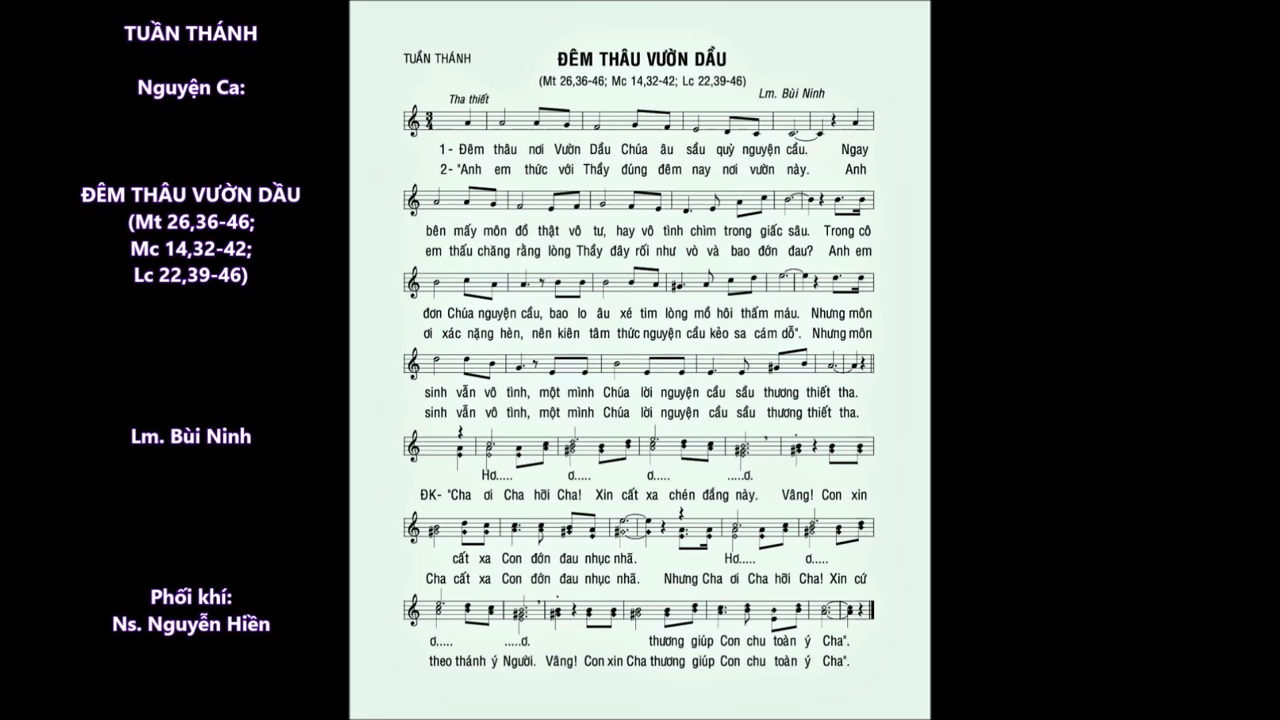 TUẦN THÁNH
Nguyện Ca:
ĐÊM THÂU VƯỜN DẦU
(Mt 26,36-46;
Mc 14,32-42;
Lc 22,39-46)
Lm. Bùi Ninh
Phối khí:
Ns. Nguyễn Hiền
TUẦN THÁNH
ĐÊM THÂU VƯỜN DẦU
(Mt 26,36-46; Mc 14,32-42; Lc 22,39-46)
Lm. Bùi Ninh
Tha thiết
1- Đêm thâu nơi Vườn Dầu Chúa âu sầu quỳ nguyện cầu. Ngay
2- "Anh em thức với Thầy đúng đêm nay nơi vườn này. Anh
bên mấy môn đồ thật vô tư, hay vô tình chìm trong giấc sâu. Trong cô
em thấu chăng rằng lòng Thầy đây rối như vò và bao đớn đau? Anh em
đơn Chúa nguyện cầu, bao lo âu xé tim lòng mồ hôi thấm máu. Nhưng môn
ơi xác nặng hèn, nên kiên tâm thức nguyện cầu kẻo sa cám dỗ". Nhưng môn
sinh vẫn vô tình, một mình Chúa lời nguyện cầu sầu thương thiết tha.
sinh vẫn vô tình, một mình Chúa lời nguyện cầu sầu thương thiết tha.
Hơ..... ơ..... ơ..... .....ơ.
ĐK- "Cha ơi Cha hỡi Cha! Xin cất xa chén đắng này. Vâng! Con xin
cất xa Con đớn đau nhục nhã. Hơ..... ơ.....
Cha cất xa Con đớn đau nhục nhã. Nhưng Cha ơi Cha hỡi Cha! Xin cứ
ơ..... .....ơ. thương giúp Con chu toàn ý Cha".
theo thánh ý Người. Vâng! Con xin Cha thương giúp Con chu toàn ý Cha".